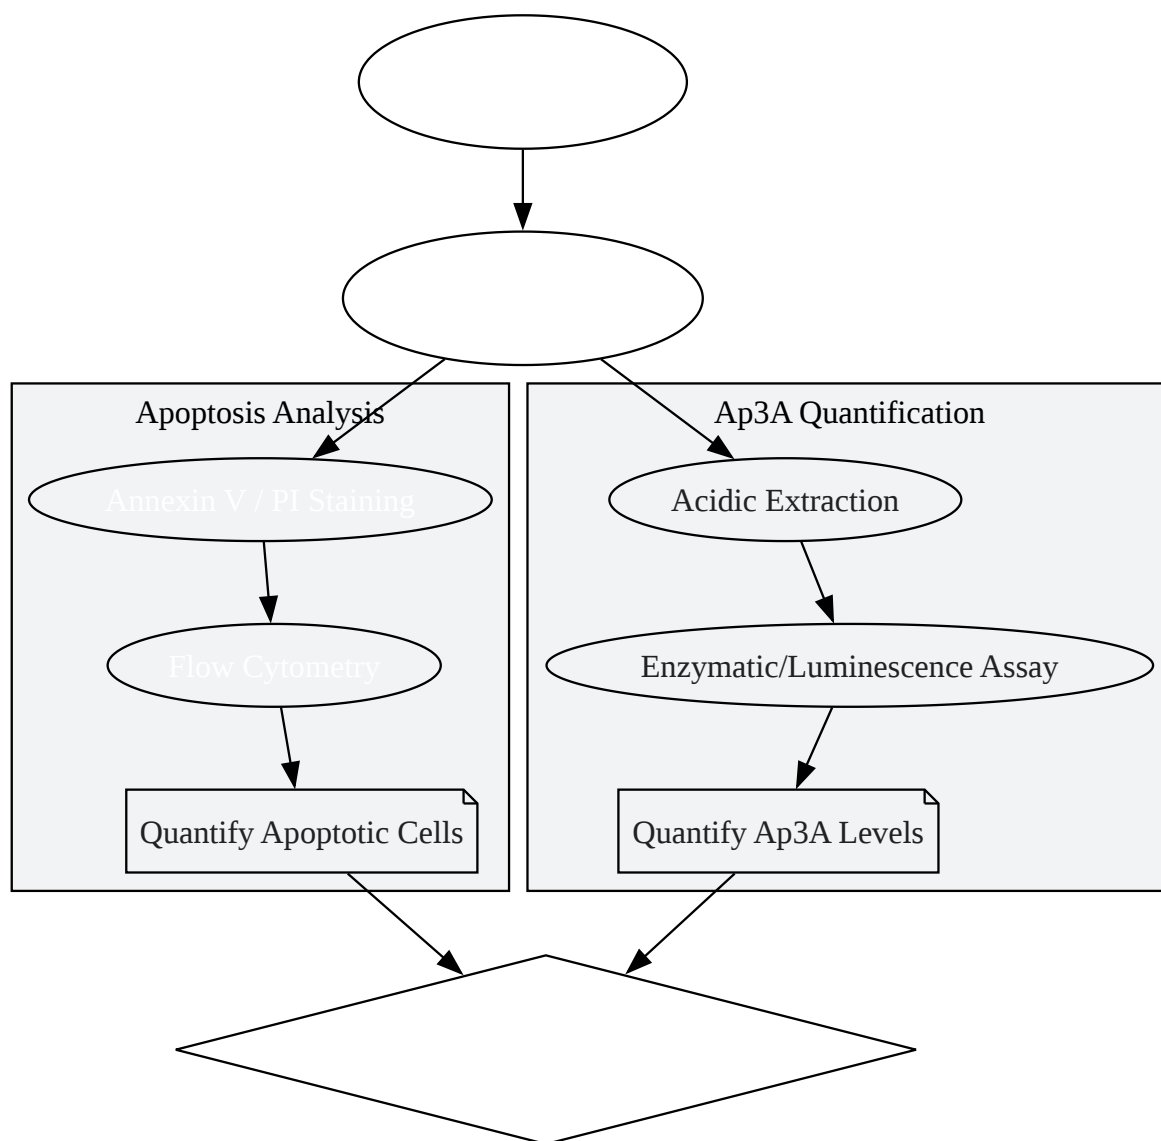 Apoptosis Analysis
Annexin V / PI Staining
Flow Cytometry
Quantify Apoptotic Cells
Ap3A Quantification
Acidic Extraction
Enzymatic/Luminescence Assay
Quantify Ap3A Levels